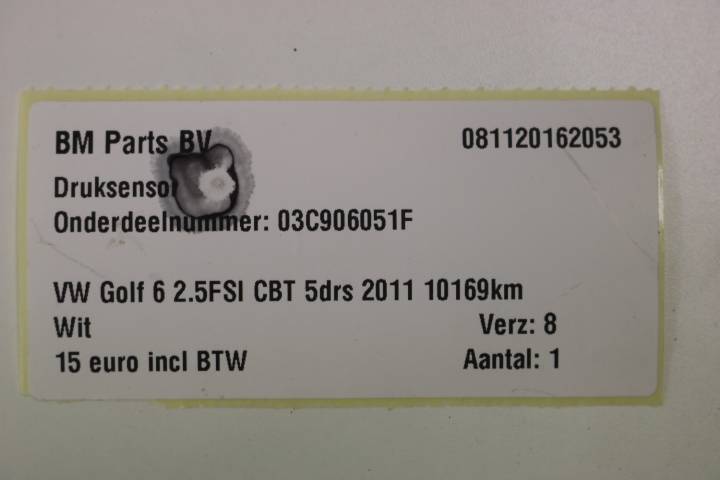 BM Parts BV 081120162053
Druksensor
Onderdeelnummer: 03C906051F
VW Golf 6 2.5FSI CBT 5drs 2011 10169km
Wit Verz: 8
15 euro incl BTW Aantal: 1